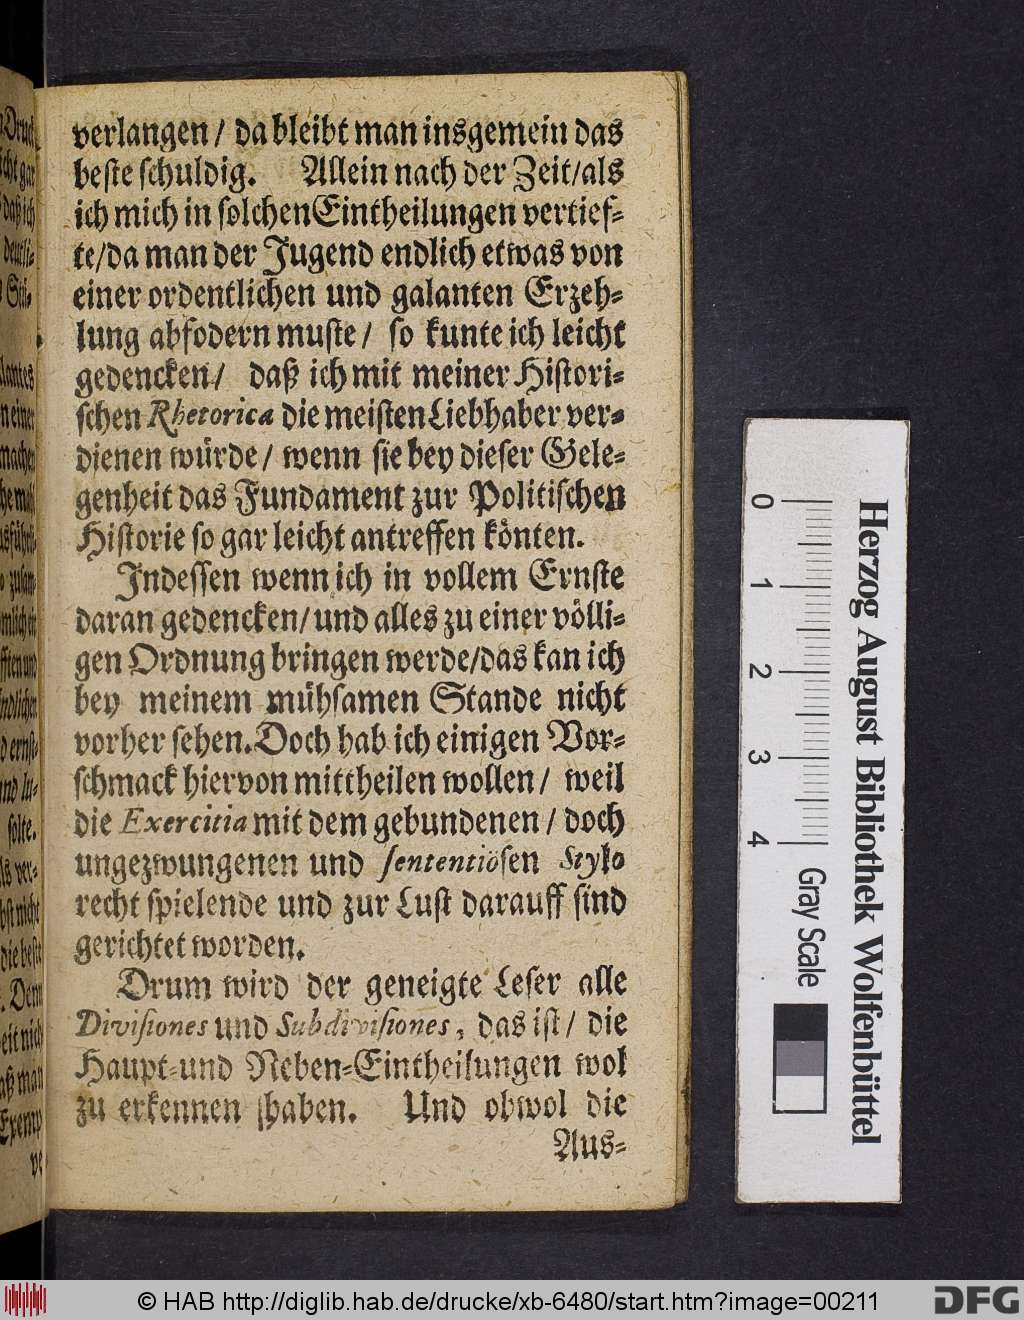 verlangen / da bleibt man insgemein das
beste schuldig. Allein nach der Zeit/als
ich mich in solchen Eintheilungen vertief-
te/da man der Jugend endlich etwas von
einer ordentlichen und galanten Erzeh-
lung abfodern muste / so kunte ich leicht
gedencken / daß ich mit meiner Histori-
schen Rhetorica die meisten Liebhaber ver-
dienen würde / wenn sie bey dieser Gele-
genheit das Fundament zur Politischen
Historie so gar leicht antreffen könten.
Indessen wenn ich in vollem Ernste
daran gedencken / und alles zu einer völli-
gen Ordnung bringen werde/das kan ich
bey meinem mühsamen Stande nicht
vorher sehen. Doch hab ich einigen Vor-
schmack hiervon mittheilen wollen / weil
die Exercitia mit dem gebundenen / doch
ungezwungenen und sententiösen Stylo
recht spielende und zur Lust darauff sind
gerichtet worden.
Drum wird der geneigte Leser alle
Divisiones und Subdivisiones, das ist / die
Haupt-und Neben-Eintheilungen wol
zu erkennen haben. Und obwol die
Aus-
0 1 2 3 4 Gray Scale
Herzog August Bibliothek Wolfenbüttel
© HAB http://diglib.hab.de/drucke/xb-6480/start.htm?image=00211
DFG